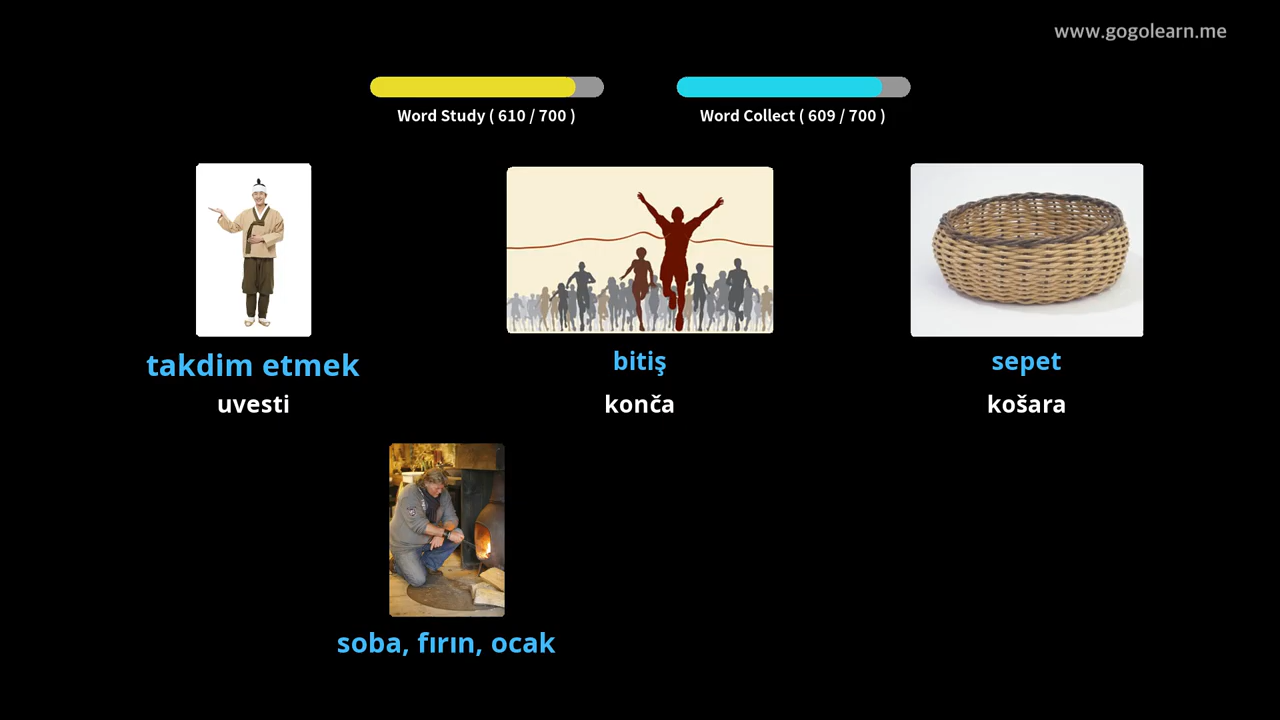 www.gogolearn.me
Word Study ( 610 / 700 )
Word Collect ( 609 / 700 )
takdim etmek
uvesti
bitiş
konča
sepet
košara
soba, fırın, ocak